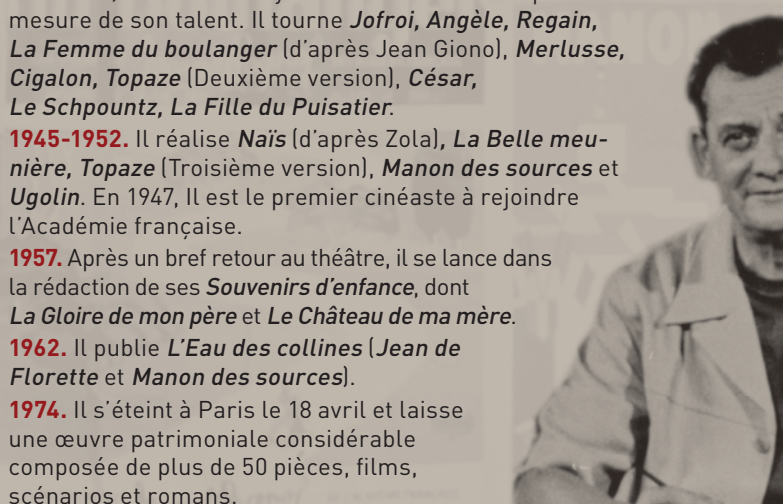 mesure de son talent. Il tourne Jofroi, Angèle, Regain,
La Femme du boulanger (d'après Jean Giono), Merlusse,
Cigalon, Topaze (Deuxième version), César,
Le Schpountz, La Fille du Puisatier.
1945-1952. Il réalise Naïs (d'après Zola), La Belle meu-
nière, Topaze (Troisième version), Manon des sources et
Ugolin. En 1947, Il est le premier cinéaste à rejoindre
l'Académie française.
1957. Après un bref retour au théâtre, il se lance dans
la rédaction de ses Souvenirs d'enfance, dont
La Gloire de mon père et Le Château de ma mère.
1962. Il publie L'Eau des collines (Jean de
Florette et Manon des sources).
1974. Il s'éteint à Paris le 18 avril et laisse
une œuvre patrimoniale considérable
composée de plus de 50 pièces, films,
scénarios et romans.